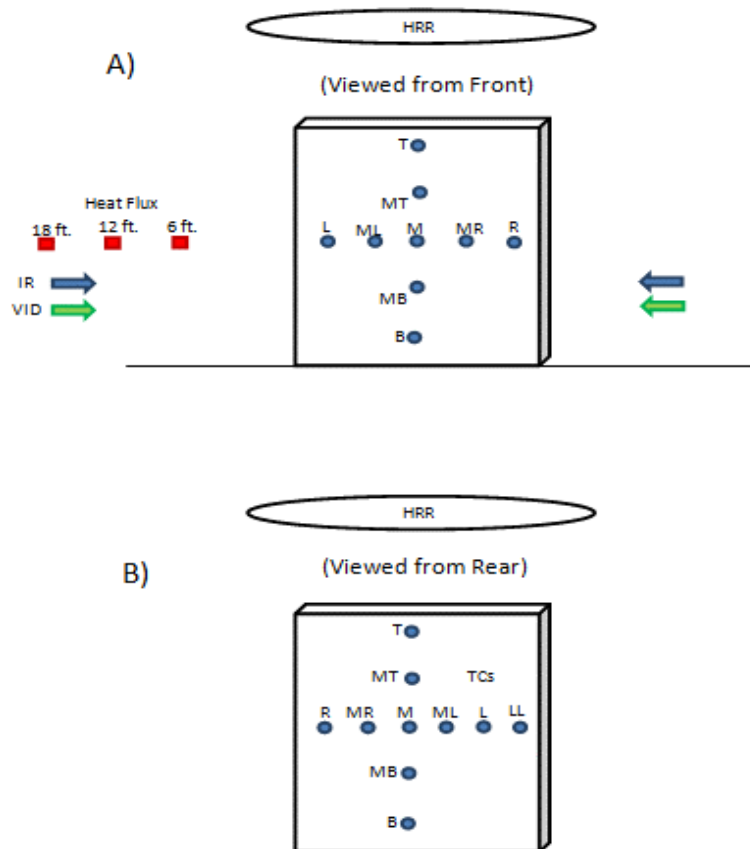 HRR
A)
(Viewed from Front)
T
MT
Heat Flux
18 ft. 12 ft. 6 ft.
L ML M MR R
IR
MB
VID
B
HRR
B)
(Viewed from Rear)
T
MT TCs
R MR M ML L LL
MB
B